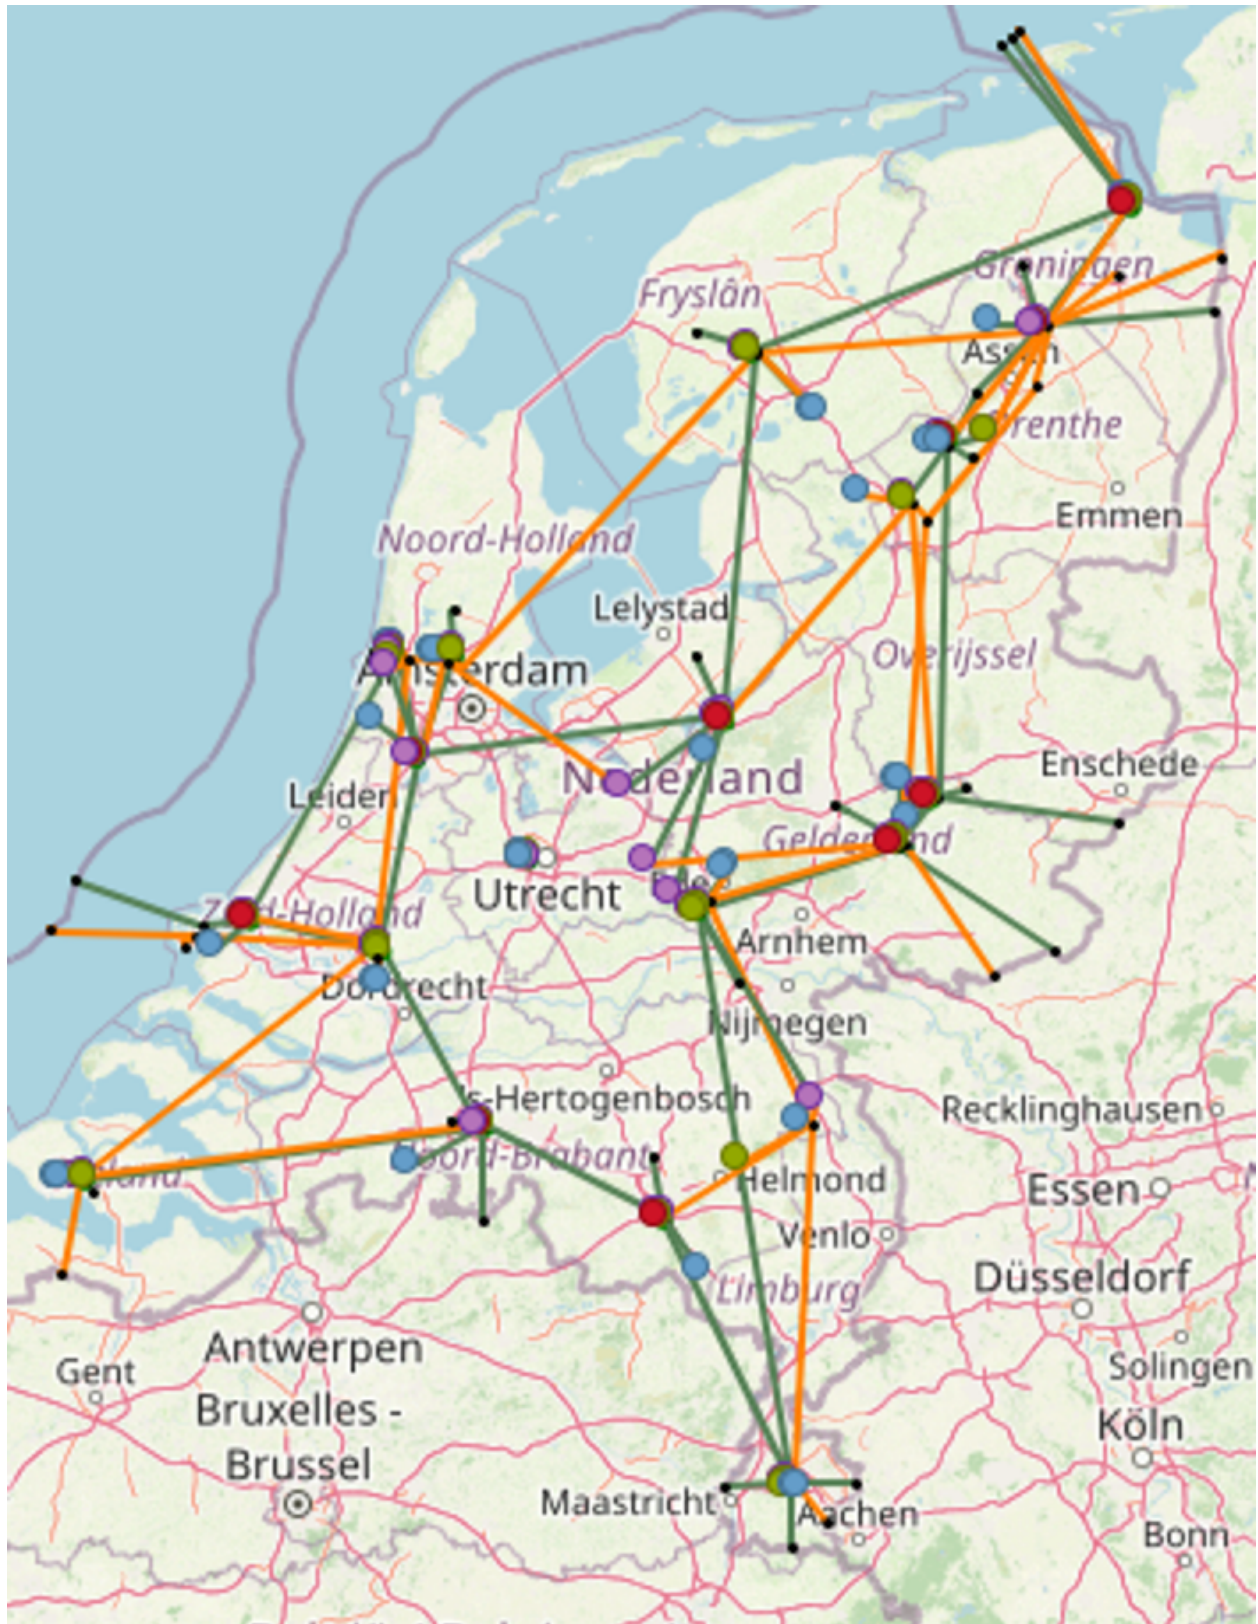 Groningen
Fryslân
Assen
Drenthe
Emmen
Noord-Holland
Lelystad
Overijssel
Amsterdam
Enschede
Nederland
Leiden
Gelderland
Ede
Utrecht
Zuid-Holland
Arnhem
Dordrecht
Nijmegen
's-Hertogenbosch
Recklinghausen
Noord-Brabant
Helmond
Essen
Venlo
Düsseldorf
Limburg
Antwerpen
Solingen
Gent
Bruxelles -
Brussel
Köln
Maastricht
Aachen
Bonn